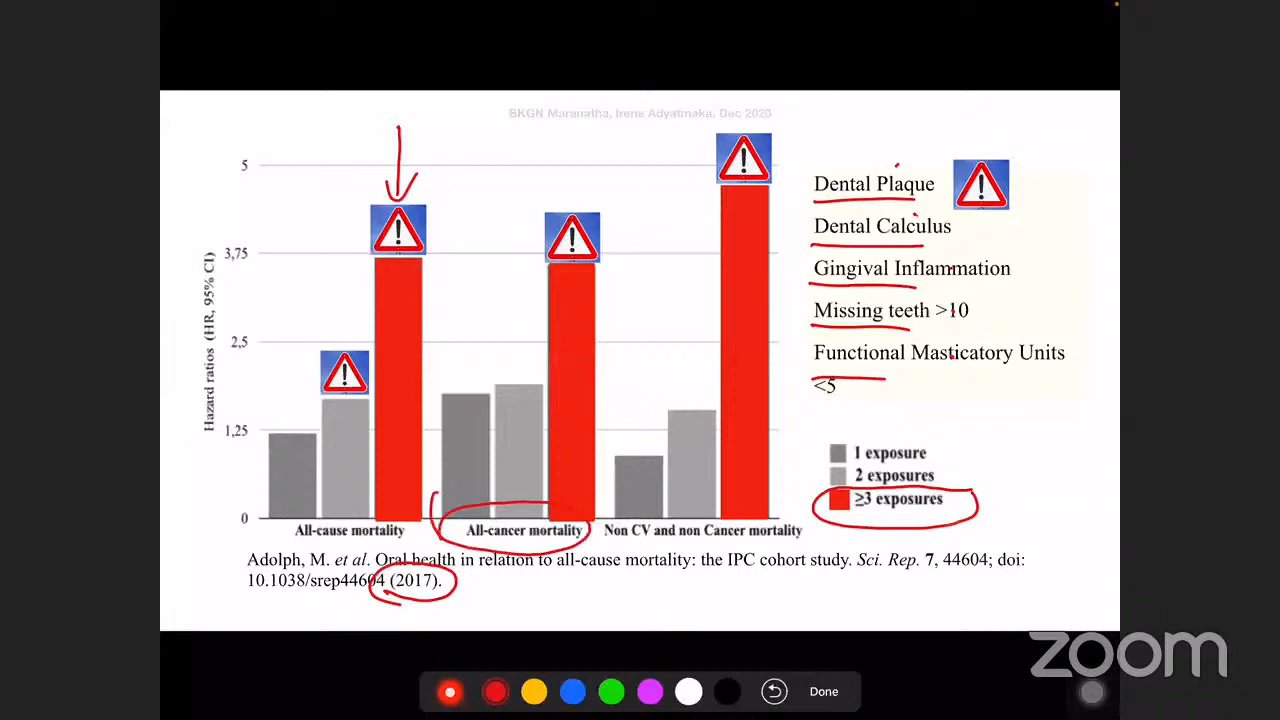 BKGN Maranatha, Irene Adyatmaka, Dec 2020
5
3,75
2,5
1,25
0
Hazard ratios (HR, 95% CI)
All-cause mortality
All-cancer mortality
Non CV and non Cancer mortality
Dental Plaque
Dental Calculus
Gingival Inflammation
Missing teeth >10
Functional Masticatory Units
<5
1 exposure
2 exposures
≥3 exposures
Adolph, M. et al. Oral health in relation to all-cause mortality: the IPC cohort study. Sci. Rep. 7, 44604; doi:
10.1038/srep44604 (2017).
zoom
Done